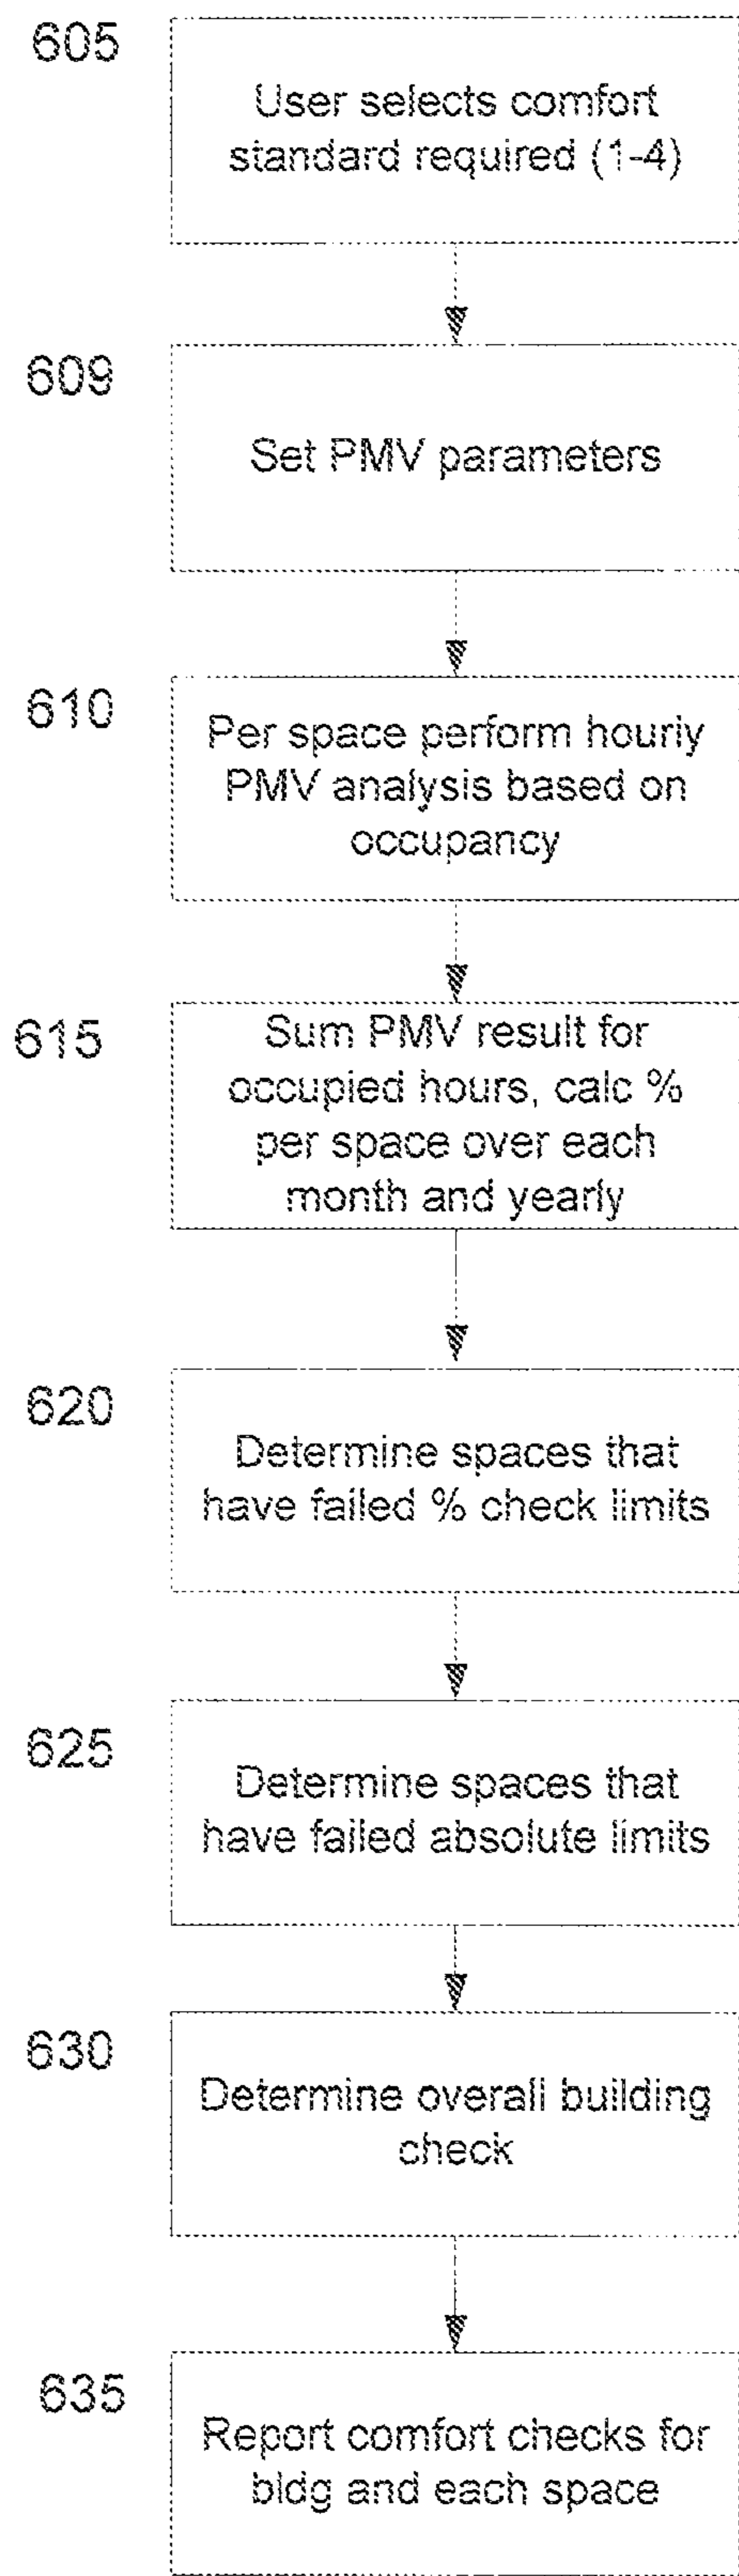 605
User selects comfort
standard required (1-4)
609
Set PMV parameters
610
Per space perform hourly
PMV analysis based on
occupancy
615
Sum PMV result for
occupied hours, calc %
per space over each
month and yearly
620
Determine spaces that
have failed % check limits
625
Determine spaces that
have failed absolute limits
630
Determine overall building
check
635
Report comfort checks for
bldg and each space